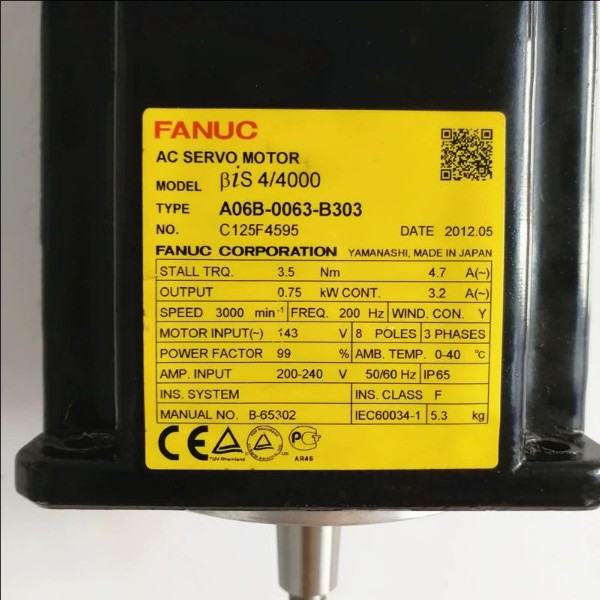 FANUC
AC SERVO MOTOR
MODEL βiS 4/4000
TYPE A06B-0063-B303
NO. C125F4595 DATE 2012.05
FANUC CORPORATION YAMANASHI, MADE IN JAPAN
STALL TRQ. 3.5 Nm 4.7 A(~)
OUTPUT 0.75 kW CONT. 3.2 A(~)
SPEED 3000 min⁻¹ FREQ. 200 Hz WIND. CON. Y
MOTOR INPUT(~) 143 V 8 POLES 3 PHASES
POWER FACTOR 99 % AMB. TEMP. 0-40 ℃
AMP. INPUT 200-240 V 50/60 Hz IP65
INS. SYSTEM INS. CLASS F
MANUAL NO. B-65302 IEC60034-1 5.3 kg
CE
TÜV Rheinland
AR46